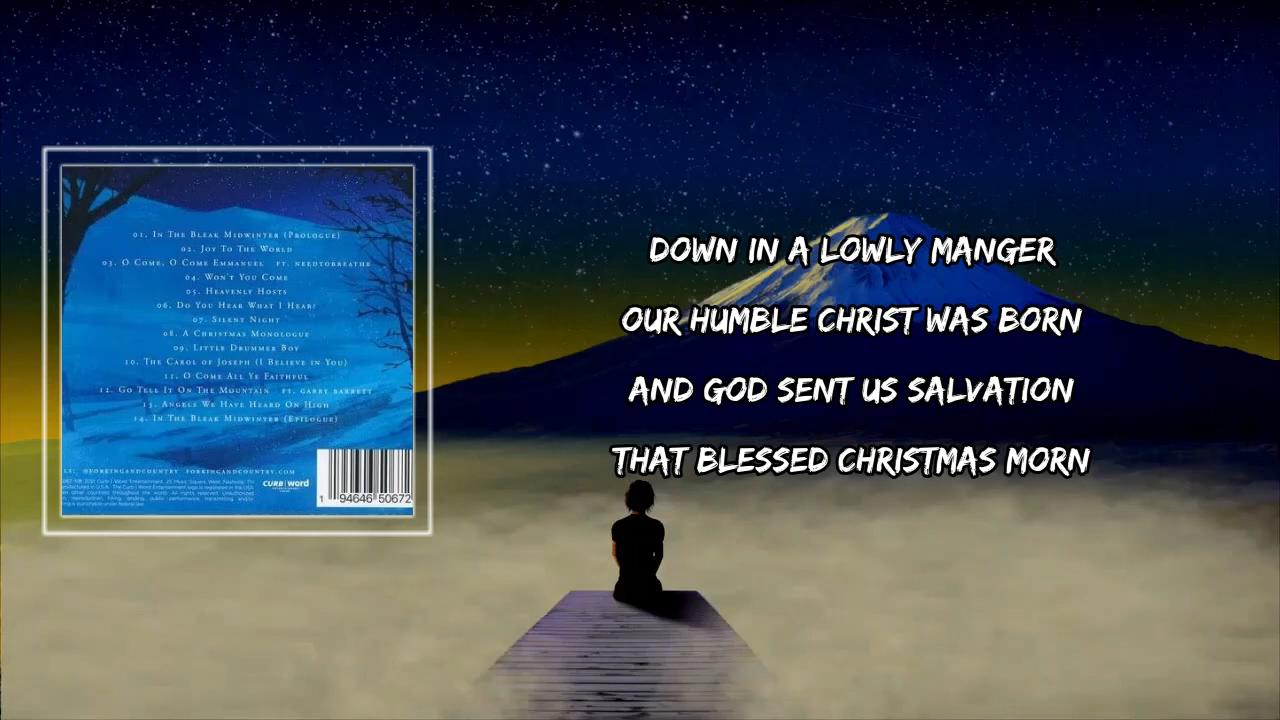 01. In The Bleak Midwinter (Prologue)
02. Joy To The World
03. O Come, O Come Emmanuel ft. NEEDTOBREATHE
04. Won't You Come
05. Heavenly Hosts
06. Do You Hear What I Hear?
07. Silent Night
08. A Christmas Monologue
09. Little Drummer Boy
10. The Carol of Joseph (I Believe in You)
11. O Come All Ye Faithful
12. Go Tell It On The Mountain ft. Gabby Barrett
13. Angels We Have Heard On High
14. In The Bleak Midwinter (Epilogue)
@FORKINGANDCOUNTRY FORKINGANDCOUNTRY.COM
CURB | word
1 94646 50672
DOWN IN A LOWLY MANGER
OUR HUMBLE CHRIST WAS BORN
AND GOD SENT US SALVATION
THAT BLESSED CHRISTMAS MORN